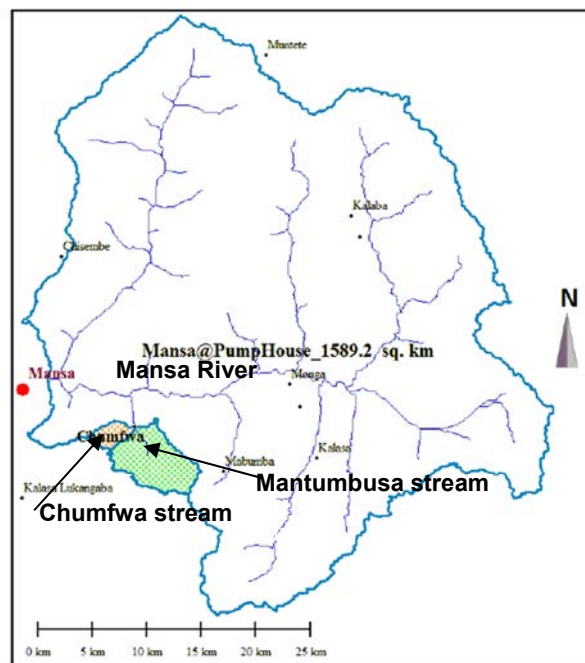 Muntete
Kalaba
Chisembe
N
Mansa@PumpHouse_1589.2 sq. km
Mansa River
Mansa
Monga
Chumfwa
Kalasa
Mabumba
Mantumbusa stream
Kalasa Lukangaba
Chumfwa stream
0 km 5 km 10 km 15 km 20 km 25 km